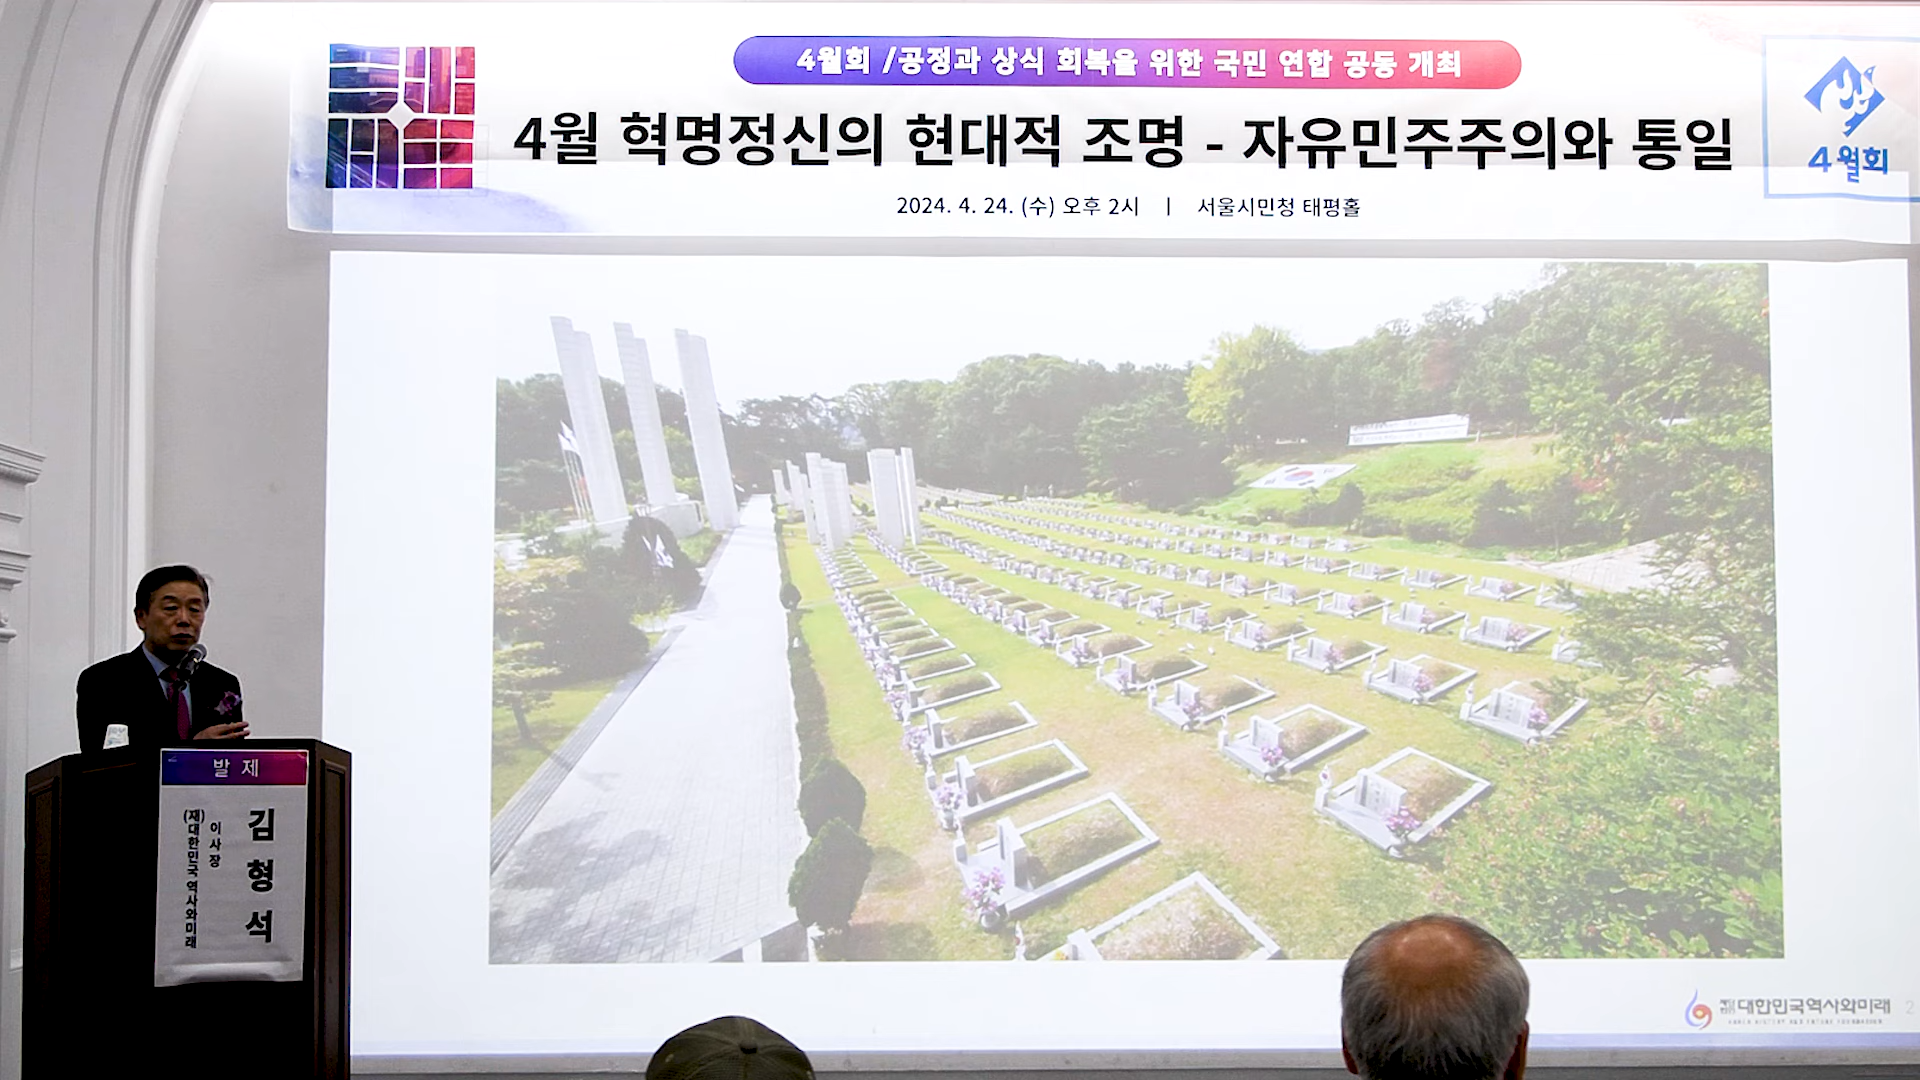 4월회 /공정과 상식 회복을 위한 국민 연합 공동 개최
4월 혁명정신의 현대적 조명 - 자유민주주의와 통일
2024. 4. 24. (수) 오후 2시 | 서울시민청 태평홀
4월회
발 제
김형석
이사장
(재)대한민국 역사와미래
대한민국역사와미래
2